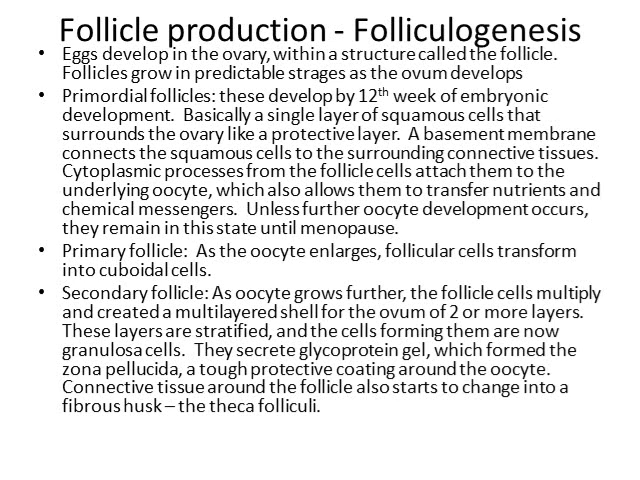 Follicle production - Folliculogenesis
• Eggs develop in the ovary, within a structure called the follicle.
Follicles grow in predictable strages as the ovum develops
• Primordial follicles: these develop by 12th week of embryonic
development.  Basically a single layer of squamous cells that
surrounds the ovary like a protective layer.  A basement membrane
connects the squamous cells to the surrounding connective tissues.
Cytoplasmic processes from the follicle cells attach them to the
underlying oocyte, which also allows them to transfer nutrients and
chemical messengers.  Unless further oocyte development occurs,
they remain in this state until menopause.
• Primary follicle:  As the oocyte enlarges, follicular cells transform
into cuboidal cells.
• Secondary follicle: As oocyte grows further, the follicle cells multiply
and created a multilayered shell for the ovum of 2 or more layers.
These layers are stratified, and the cells forming them are now
granulosa cells.  They secrete glycoprotein gel, which formed the
zona pellucida, a tough protective coating around the oocyte.
Connective tissue around the follicle also starts to change into a
fibrous husk – the theca folliculi.